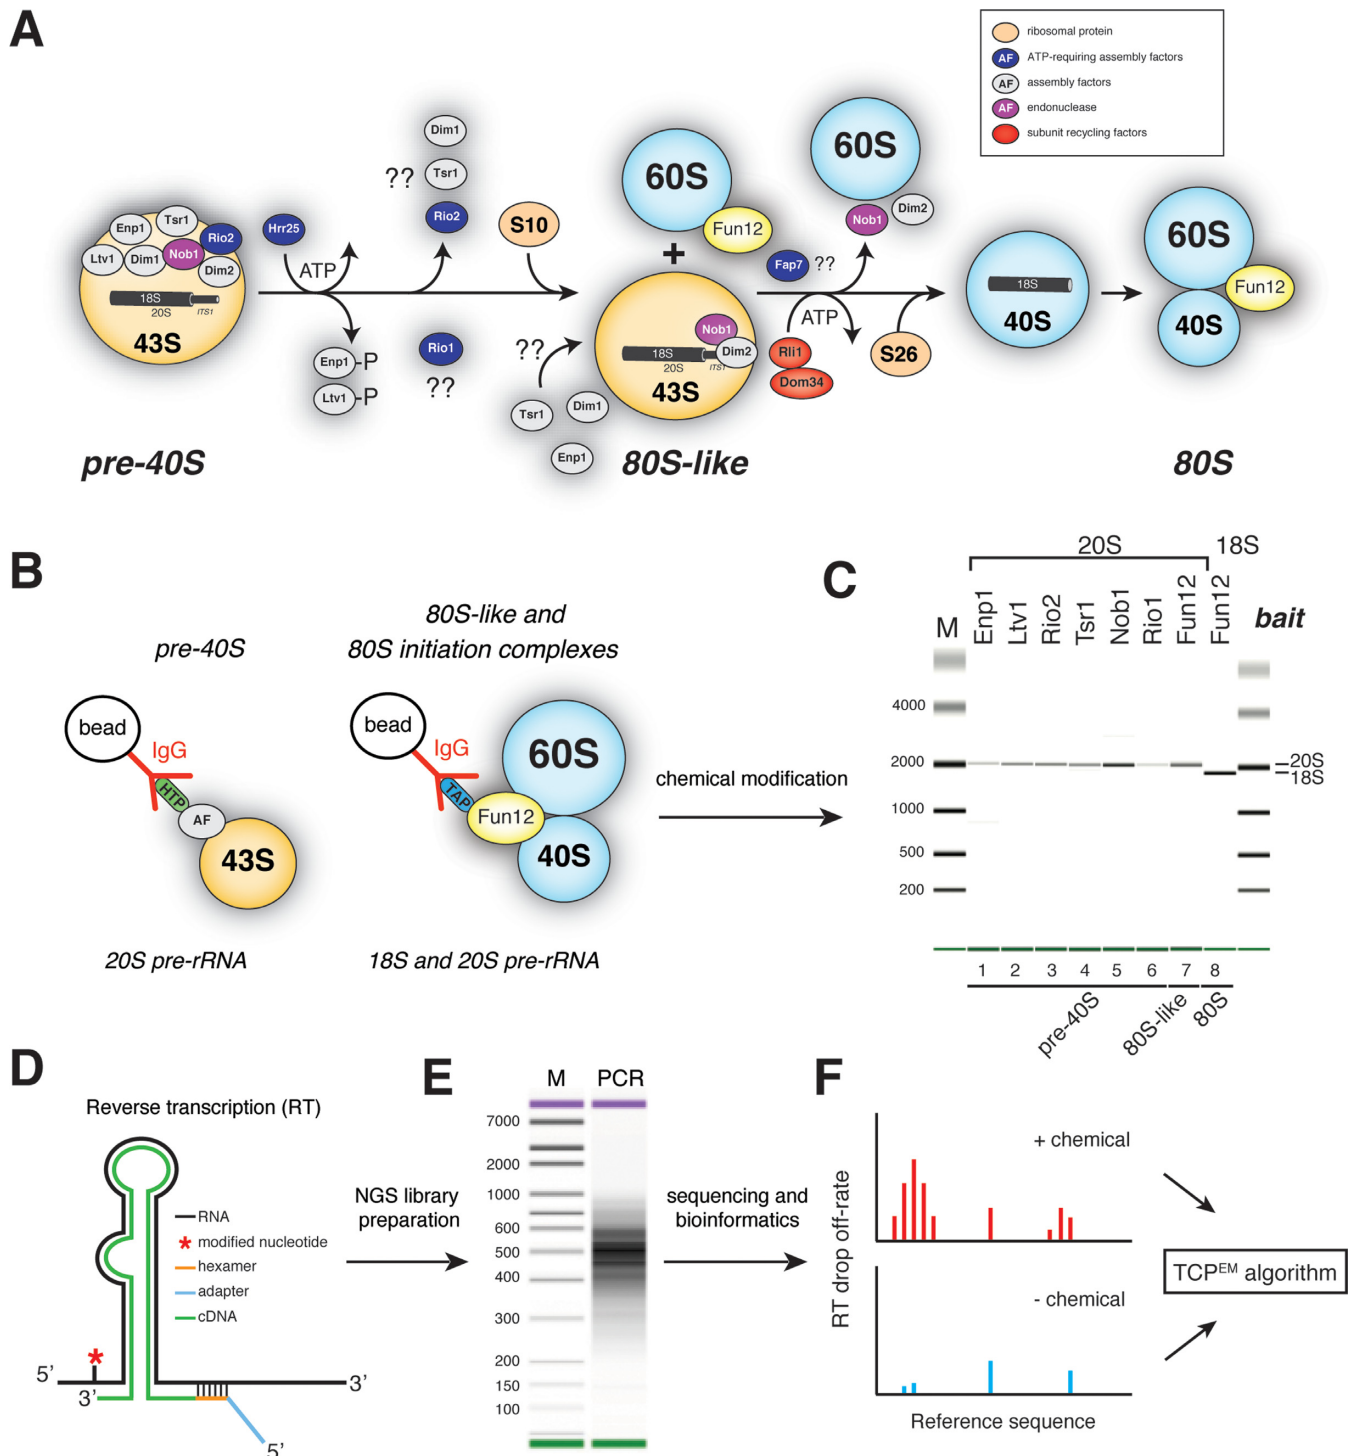 A
ribosomal protein
AF ATP-requiring assembly factors
AF assembly factors
AF endonuclease
subunit recycling factors
Dim1
?? Tsr1
Rio2
Enp1 Tsr1 Rio2
Ltv1 Dim1 Nob1 Dim2
18S
20S ITS1
43S
Hrr25
ATP
Enp1 -P
Ltv1 -P
Rio1
??
S10
60S
Fun12
+
Fap7 ??
??
Tsr1 Dim1
Enp1
Nob1
18S Dim2
20S ITS1
43S
60S
Nob1 Dim2
ATP
Rli1
Dom34
S26
18S
40S
60S
Fun12
40S
pre-40S 80S-like 80S
B
pre-40S
80S-like and
80S initiation complexes
bead
IgG
HTP
AF
43S
bead
IgG
TAP
Fun12
60S
40S
20S pre-rRNA
18S and 20S pre-rRNA
chemical modification
C
20S 18S
M Enp1 Ltv1 Rio2 Tsr1 Nob1 Rio1 Fun12 Fun12 bait
4000
2000
1000
500
200
20S
18S
1 2 3 4 5 6 7 8
pre-40S 80S-like 80S
D
Reverse transcription (RT)
RNA
* modified nucleotide
hexamer
adapter
cDNA
*
5' 3'
3'
5'
NGS library
preparation
E
M PCR
7000
2000
1000
600
500
400
300
200
150
100
sequencing and
bioinformatics
F
RT drop off-rate
+ chemical
- chemical
Reference sequence
TCPEM algorithm